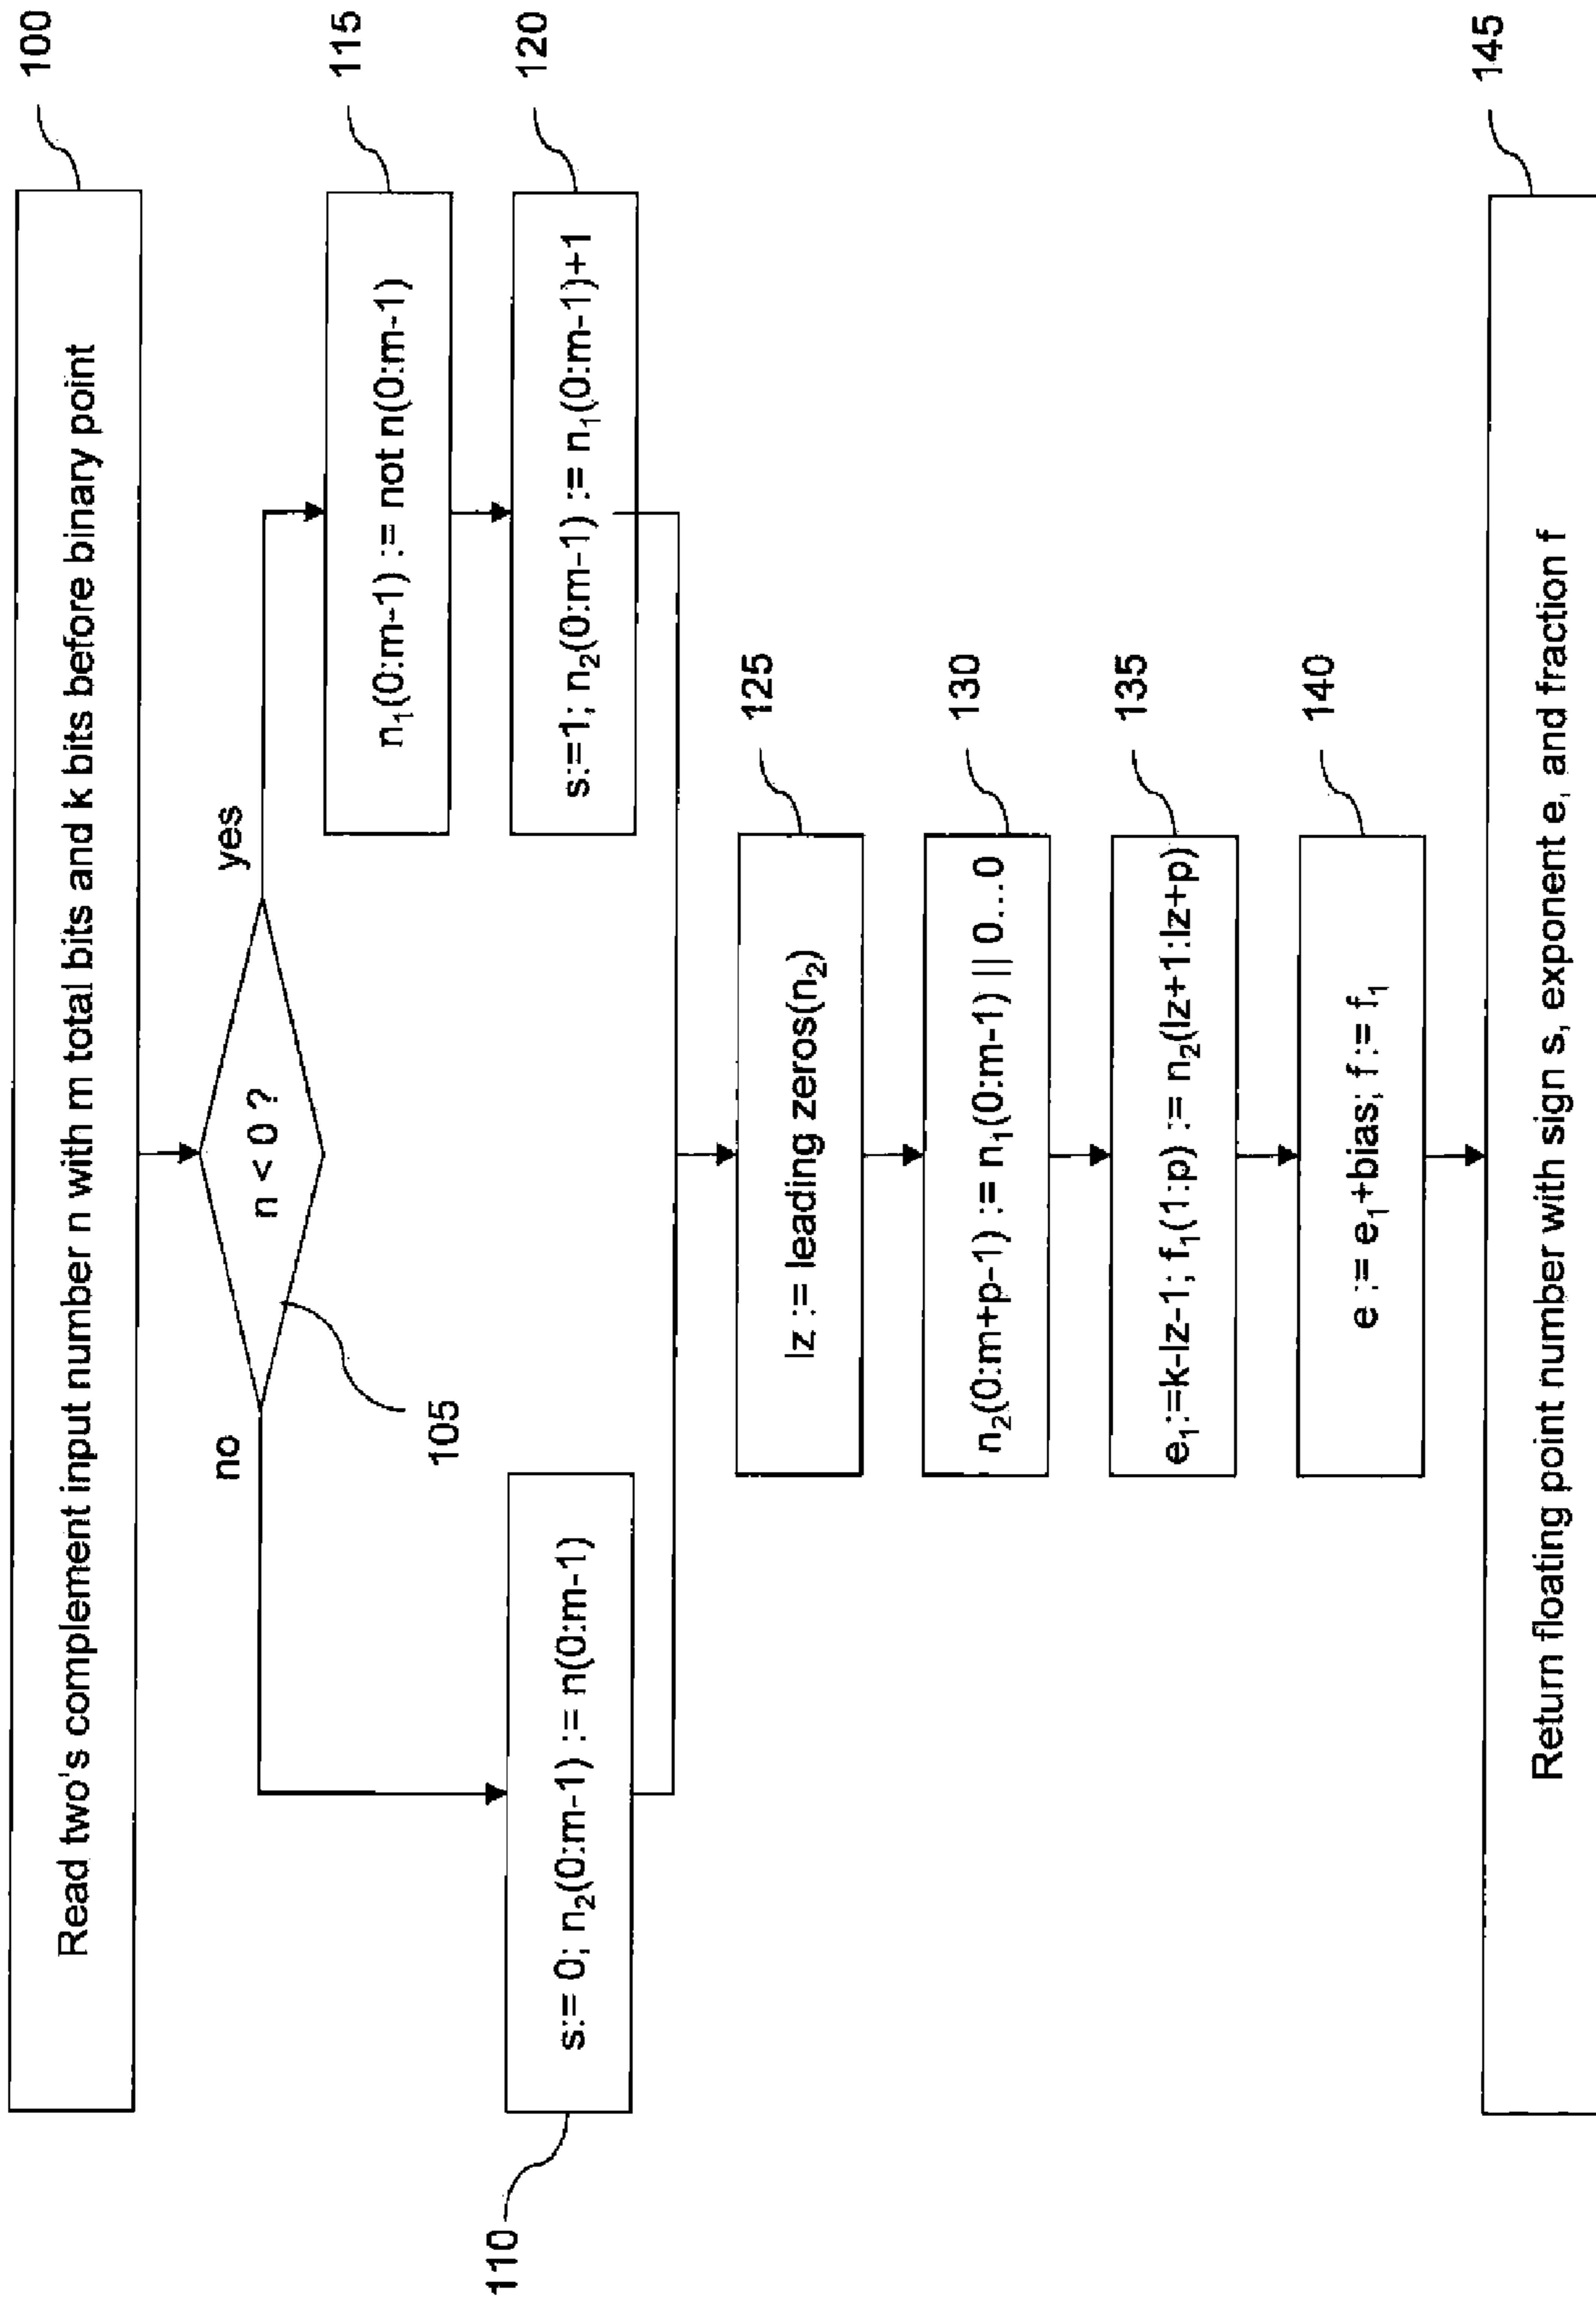 Read two's complement input number n with m total bits and k bits before binary point
100
n < 0 ?
no
yes
105
n₁(0:m-1) := not n(0:m-1)
115
110
s:= 0; n₂(0:m-1) := n(0:m-1)
s:=1; n₂(0:m-1) := n₁(0:m-1)+1
120
lz := leading zeros(n₂)
125
n₂(0:m+p-1) := n₁(0:m-1) || 0...0
130
e₁:=k-lz-1; f₁(1:p) := n₂(lz+1:lz+p)
135
e := e₁+bias; f := f₁
140
Return floating point number with sign s, exponent e, and fraction f
145